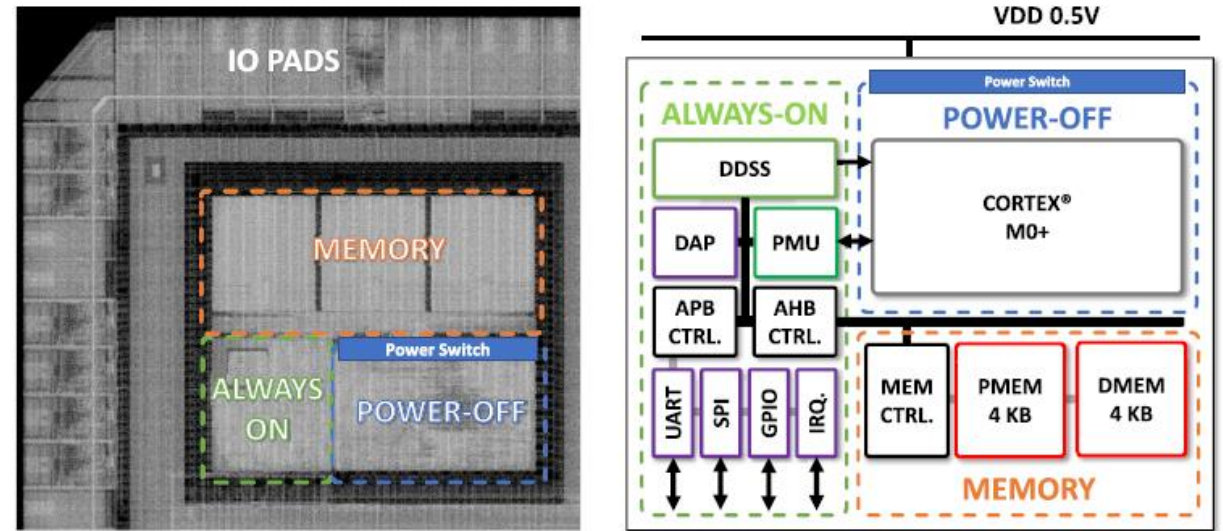 IO PADS
MEMORY
Power Switch
ALWAYS
ON
POWER-OFF
VDD 0.5V
Power Switch
ALWAYS-ON
POWER-OFF
DDSS
CORTEX®
M0+
DAP
PMU
APB
CTRL.
AHB
CTRL.
MEM
CTRL.
PMEM
4 KB
DMEM
4 KB
UART
SPI
GPIO
IRQ.
MEMORY